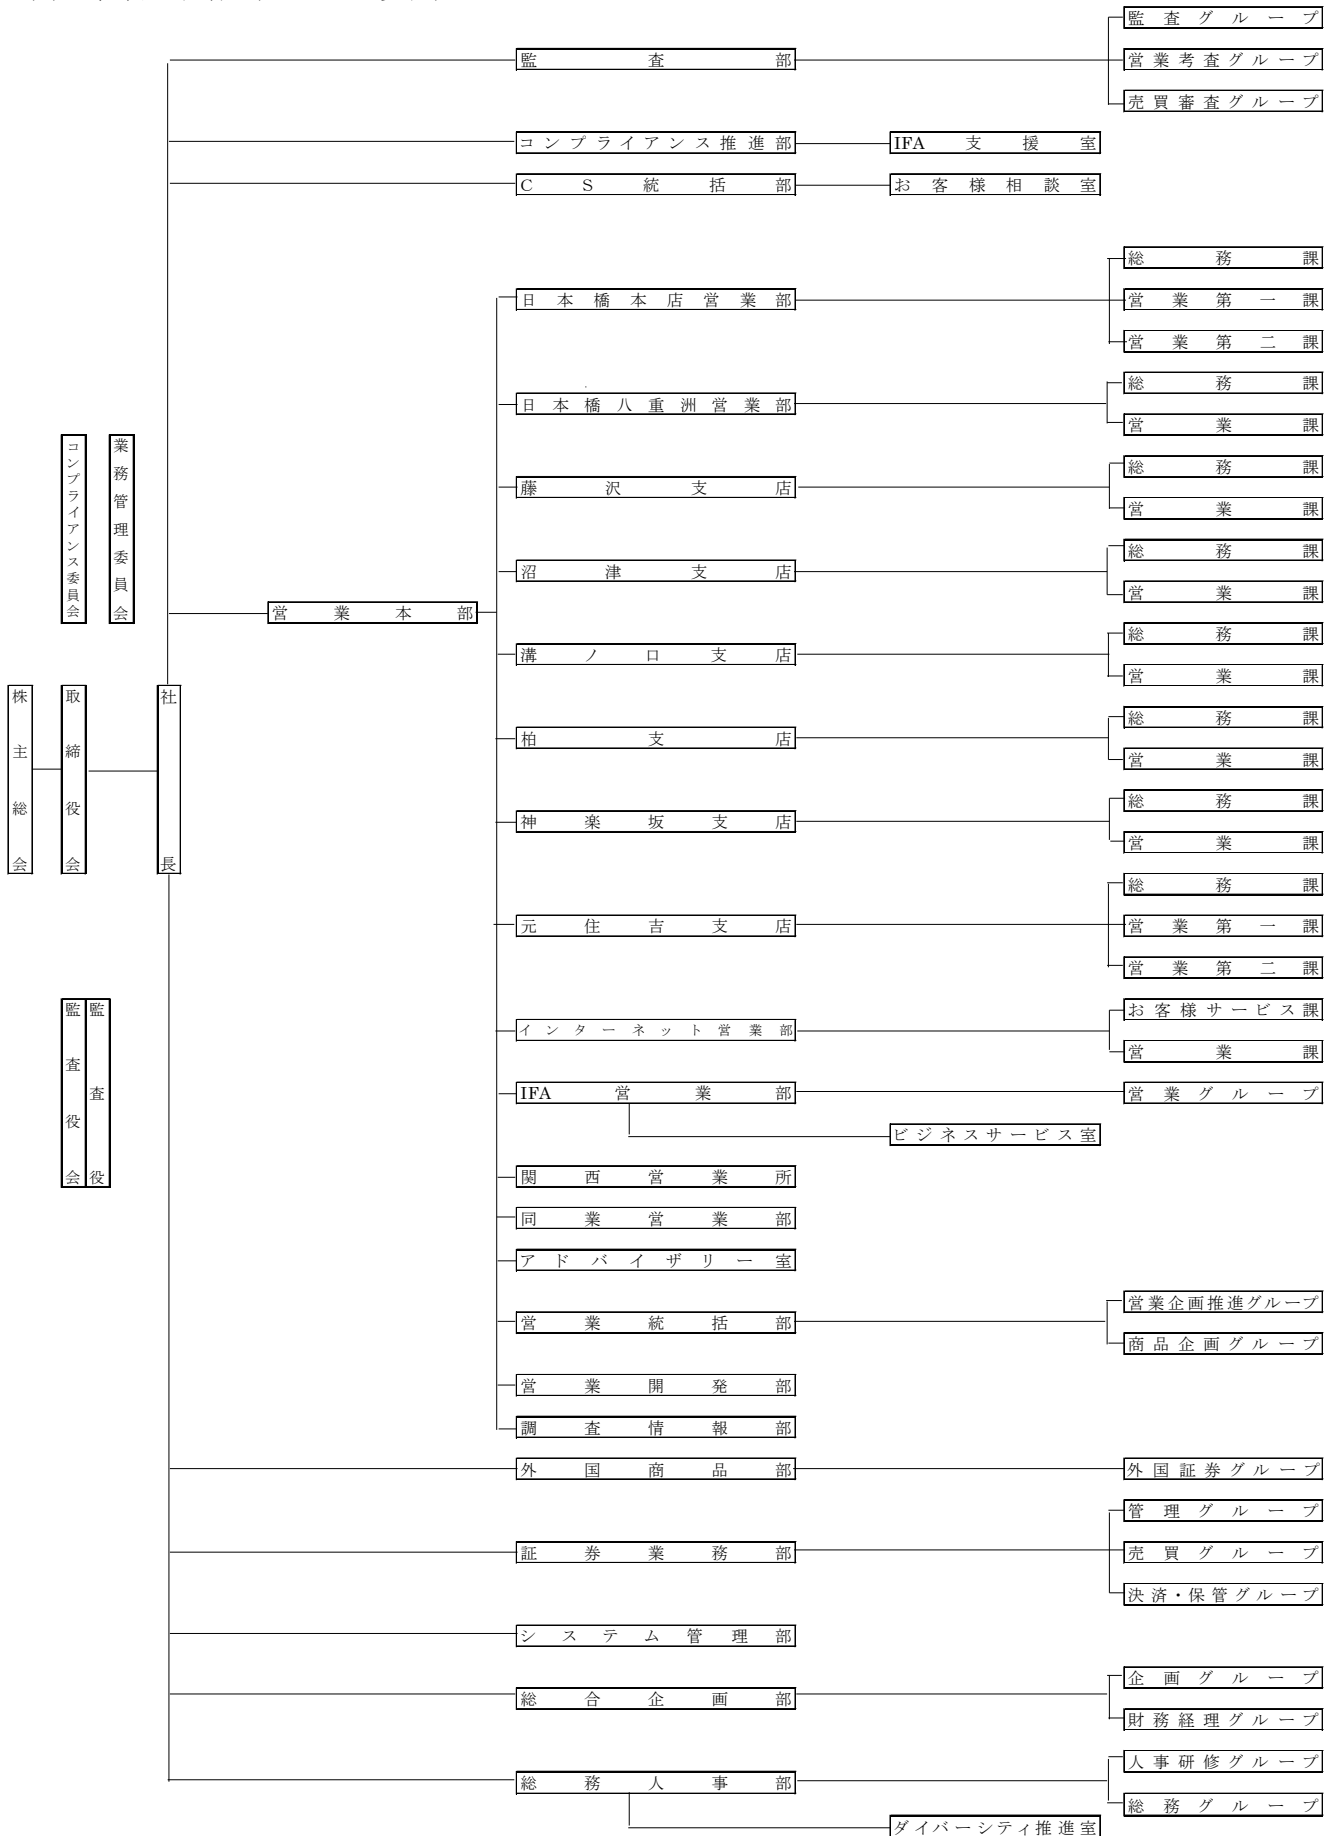 監査グループ
監査部
営業考査グループ
売買審査グループ
コンプライアンス推進部
IFA支援室
CS統括部
お客様相談室
総務課
日本橋本店営業部
営業第一課
営業第二課
総務課
日本橋八重洲営業部
営業課
総務課
藤沢支店
営業課
総務課
沼津支店
営業課
コンプライアンス委員会
業務管理委員会
営業本部
総務課
溝ノ口支店
営業課
株主総会
取締役会
社長
総務課
柏支店
営業課
総務課
神楽坂支店
営業課
総務課
元住吉支店
営業第一課
営業第二課
監査役会
監査役
お客様サービス課
インターネット営業部
営業課
IFA営業部
営業グループ
ビジネスサービス室
関西営業所
同業営業部
アドバイザリー室
営業企画推進グループ
営業統括部
商品企画グループ
営業開発部
調査情報部
外国商品部
外国証券グループ
管理グループ
証券業務部
売買グループ
決済・保管グループ
システム管理部
企画グループ
総合企画部
財務経理グループ
人事研修グループ
総務人事部
総務グループ
ダイバーシティ推進室